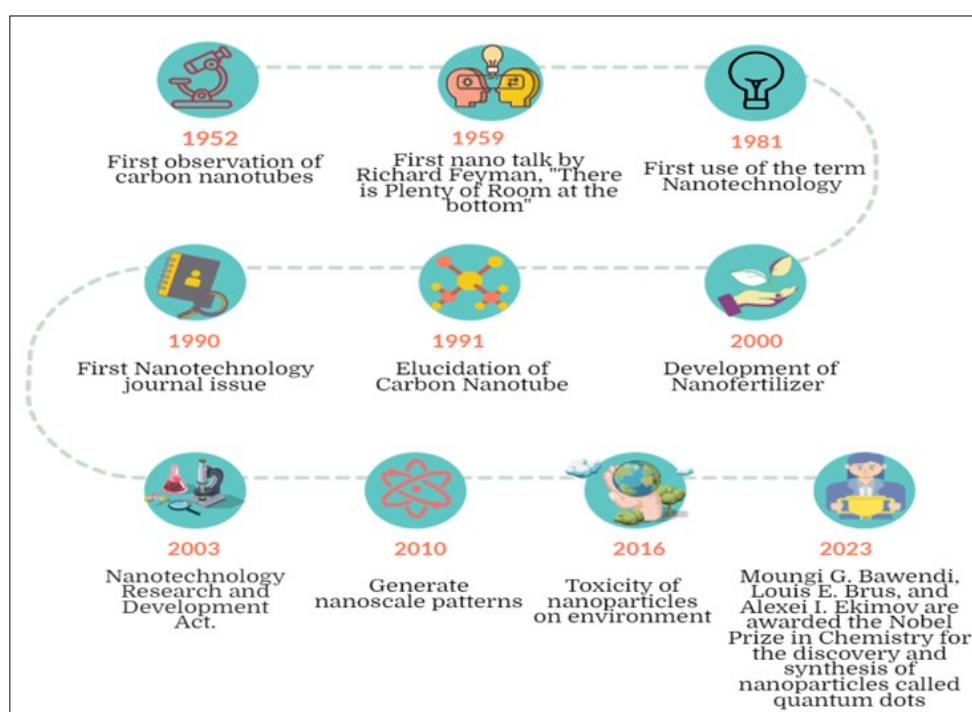 1952
First observation of
carbon nanotubes
1959
First nano talk by
Richard Feyman, "There
is Plenty of Room at the
bottom"
1981
First use of the term
Nanotechnology
1990
First Nanotechnology
journal issue
1991
Elucidation of
Carbon Nanotube
2000
Development of
Nanofertilizer
2003
Nanotechnology
Research and
Development
Act.
2010
Generate
nanoscale patterns
2016
Toxicity of
nanoparticles
on environment
2023
Moungi G. Bawendi,
Louis E. Brus, and
Alexei I. Ekimov are
awarded the Nobel
Prize in Chemistry for
the discovery and
synthesis of
nanoparticles called
quantum dots